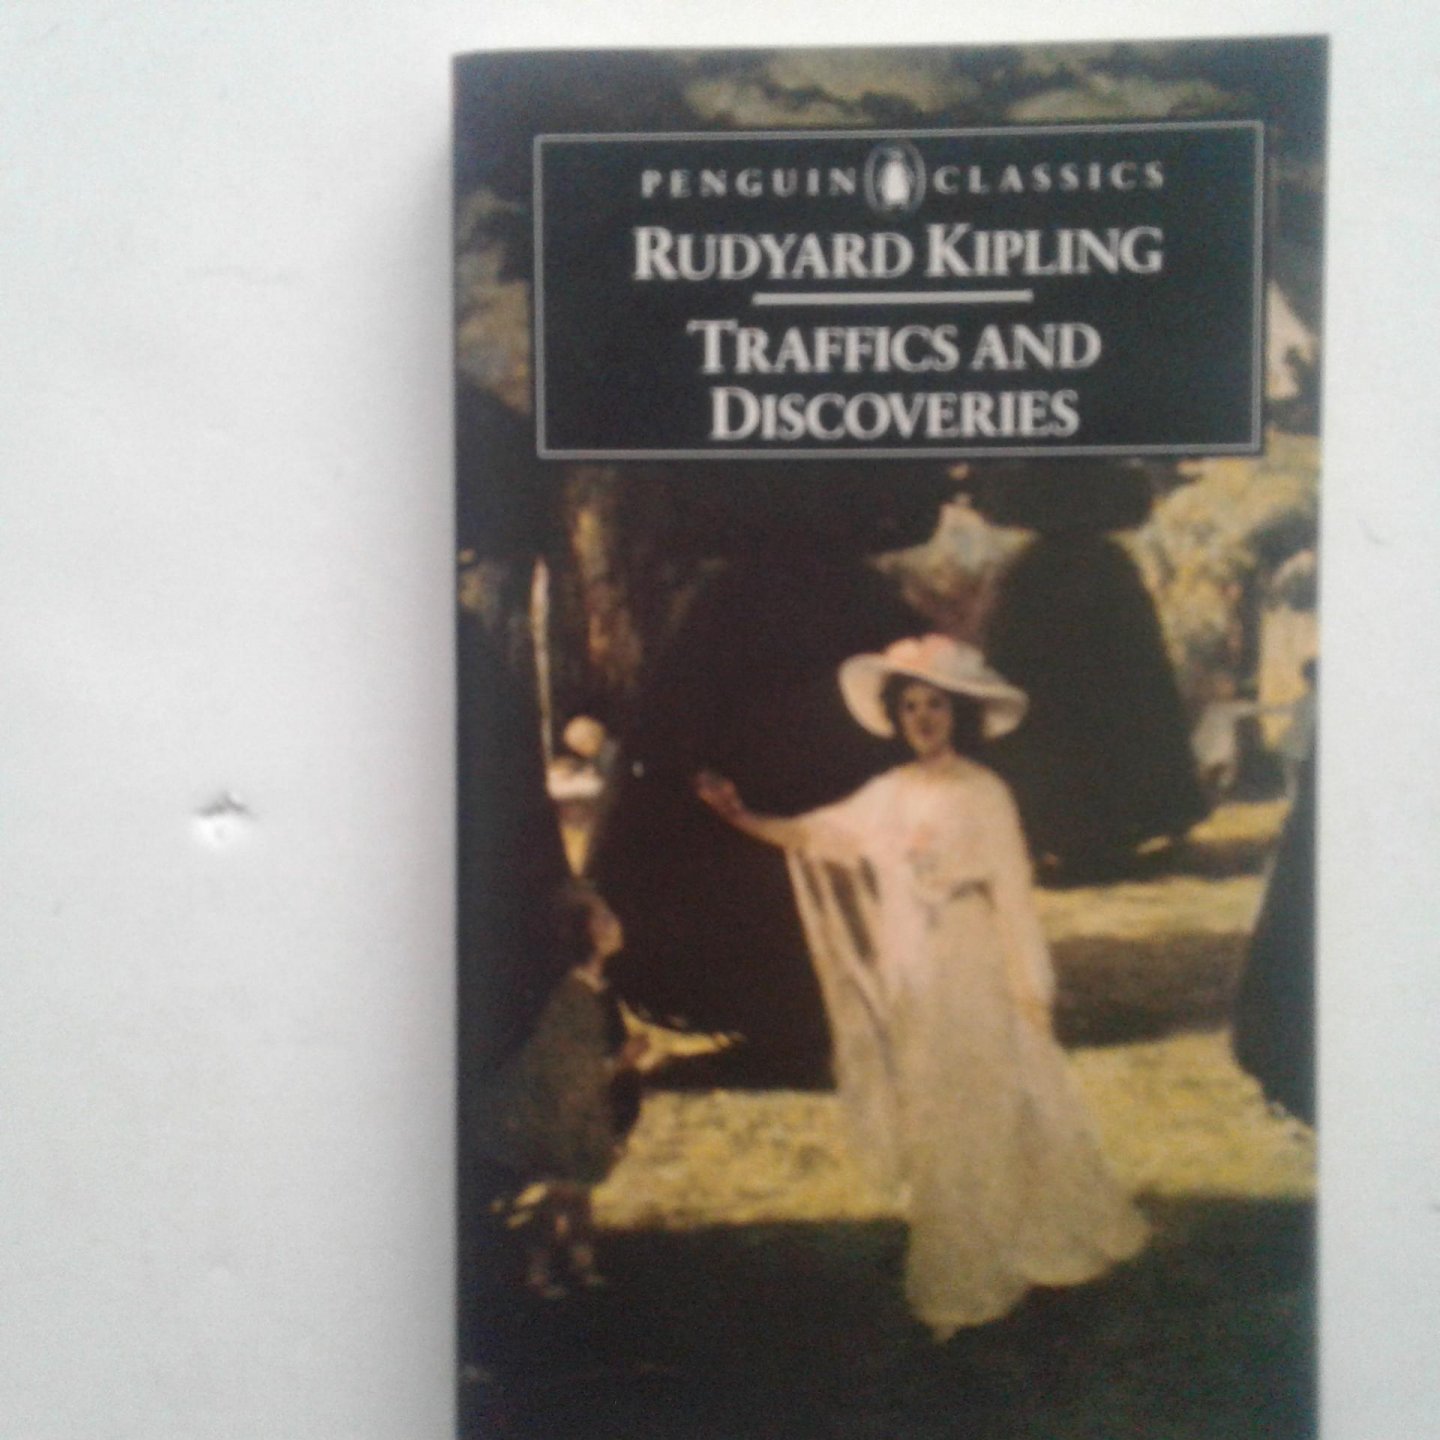 PENGUIN CLASSICS
RUDYARD KIPLING
TRAFFICS AND
DISCOVERIES